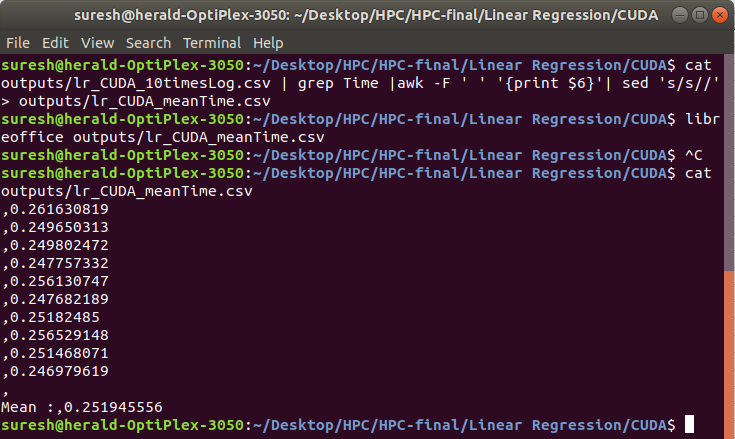 suresh@herald-OptiPlex-3050: ~/Desktop/HPC/HPC-final/Linear Regression/CUDA
File Edit View Search Terminal Help
suresh@herald-OptiPlex-3050:~/Desktop/HPC/HPC-final/Linear Regression/CUDA$ cat
outputs/lr_CUDA_10timesLog.csv | grep Time |awk -F ' ' '{print $6}'| sed 's/s//'
> outputs/lr_CUDA_meanTime.csv
suresh@herald-OptiPlex-3050:~/Desktop/HPC/HPC-final/Linear Regression/CUDA$ libr
eoffice outputs/lr_CUDA_meanTime.csv
suresh@herald-OptiPlex-3050:~/Desktop/HPC/HPC-final/Linear Regression/CUDA$ ^C
suresh@herald-OptiPlex-3050:~/Desktop/HPC/HPC-final/Linear Regression/CUDA$ cat
outputs/lr_CUDA_meanTime.csv
,0.261630819
,0.249650313
,0.249802472
,0.247757332
,0.256130747
,0.247682189
,0.25182485
,0.256529148
,0.251468071
,0.246979619
,
Mean :,0.251945556
suresh@herald-OptiPlex-3050:~/Desktop/HPC/HPC-final/Linear Regression/CUDA$